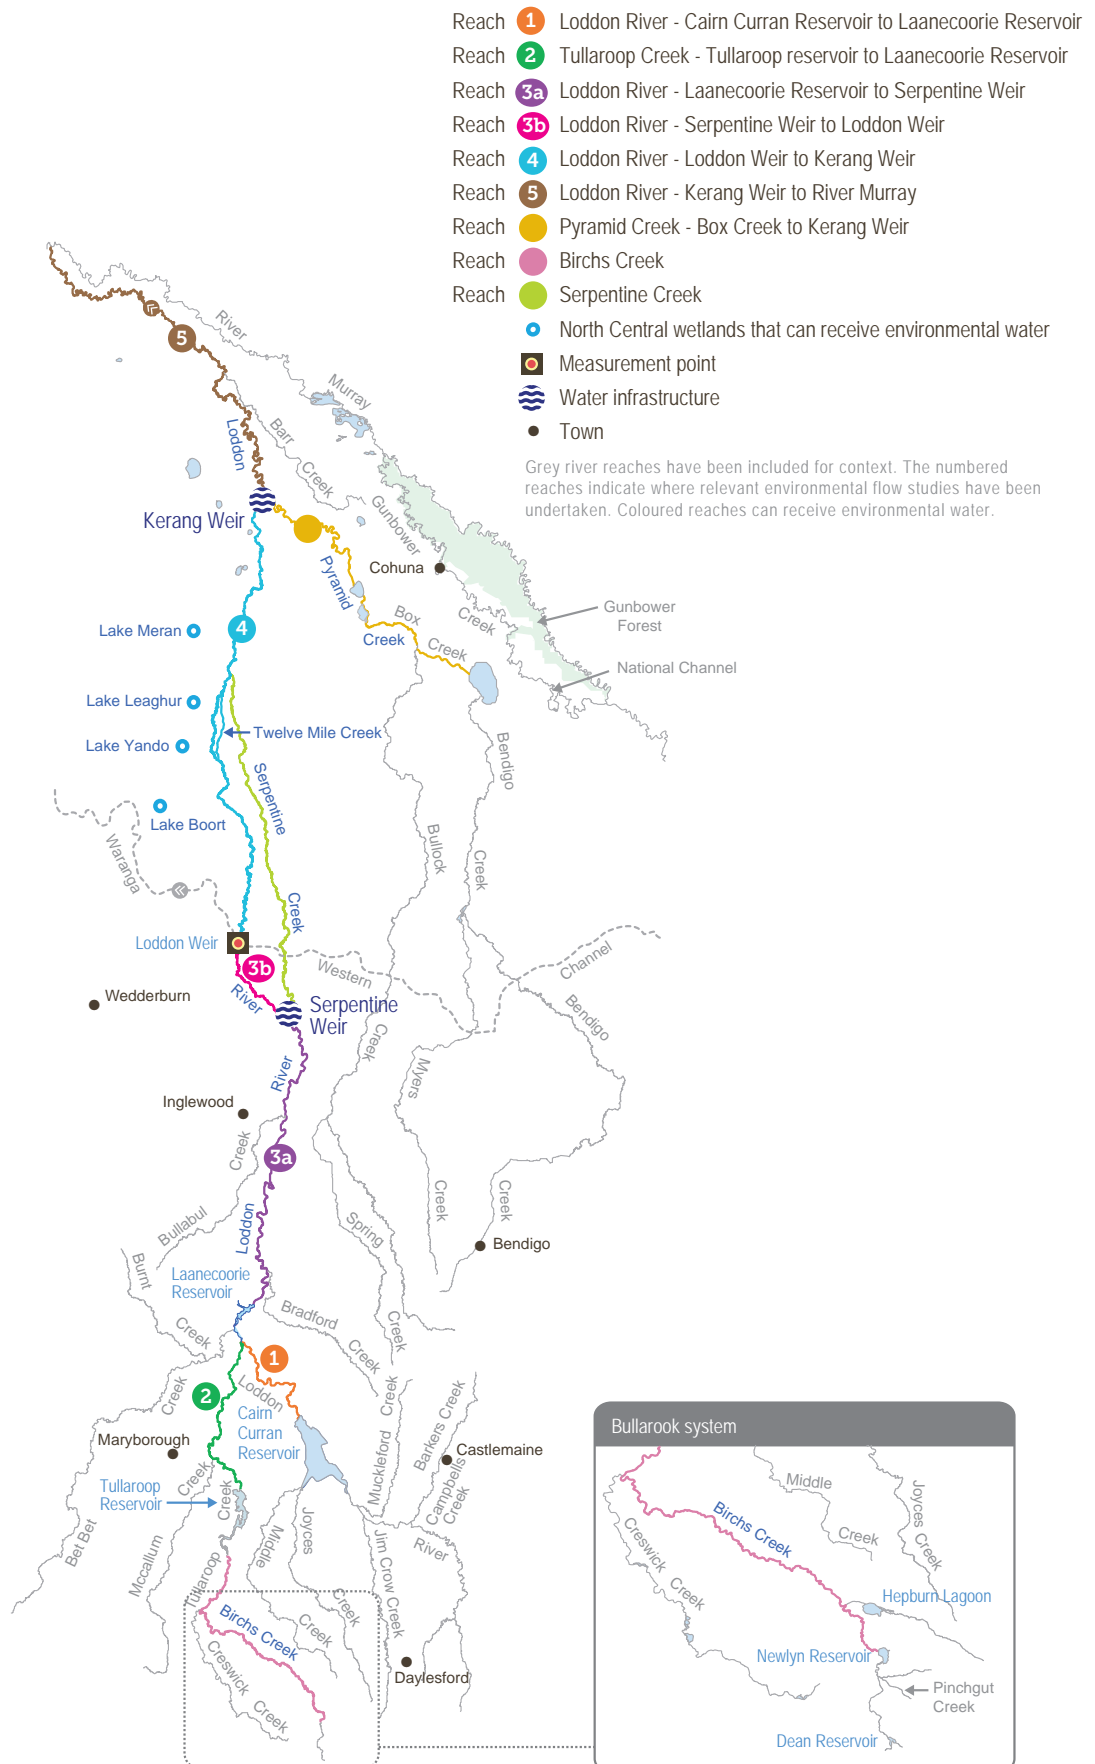 Reach 1 Loddon River - Cairn Curran Reservoir to Laanecoorie Reservoir
Reach 2 Tullaroop Creek - Tullaroop reservoir to Laanecoorie Reservoir
Reach 3a Loddon River - Laanecoorie Reservoir to Serpentine Weir
Reach 3b Loddon River - Serpentine Weir to Loddon Weir
Reach 4 Loddon River - Loddon Weir to Kerang Weir
Reach 5 Loddon River - Kerang Weir to River Murray
Reach Pyramid Creek - Box Creek to Kerang Weir
Reach Birchs Creek
Reach Serpentine Creek
North Central wetlands that can receive environmental water
Measurement point
Water infrastructure
Town
Grey river reaches have been included for context. The numbered
reaches indicate where relevant environmental flow studies have been
undertaken. Coloured reaches can receive environmental water.
River
Murray
5
Loddon
Barr
Creek
Kerang Weir
Gunbower
Creek
Cohuna
Pyramid
Creek
Box
Creek
Gunbower
Forest
National Channel
Lake Meran
4
Lake Leaghur
Twelve Mile Creek
Lake Yando
Serpentine
Creek
Lake Boort
Waranga
Western
Channel
Bendigo
Creek
Bullock
Creek
Loddon Weir
3b
River
Wedderburn
Serpentine
Weir
Bendigo
Creek
Myers
Creek
River
Inglewood
3a
Loddon
Creek
Bullabul
Spring
Creek
Bendigo
Burnt
Creek
Laanecoorie
Reservoir
Bradford
Creek
1
2
Loddon
Creek
Bet Bet
Cairn
Curran
Reservoir
Maryborough
Creek
Mccallum
Tullaroop
Reservoir
Creek
Tullaroop
Muckleford
Creek
Barkers Creek
Campbells
Creek
Castlemaine
Middle
Creek
Joyces
Creek
Jim Crow Creek
River
Birchs Creek
Creswick
Creek
Daylesford
Bullarook system
Middle
Creek
Joyces
Creek
Birchs Creek
Creswick
Creek
Hepburn Lagoon
Newlyn Reservoir
Pinchgut
Creek
Dean Reservoir